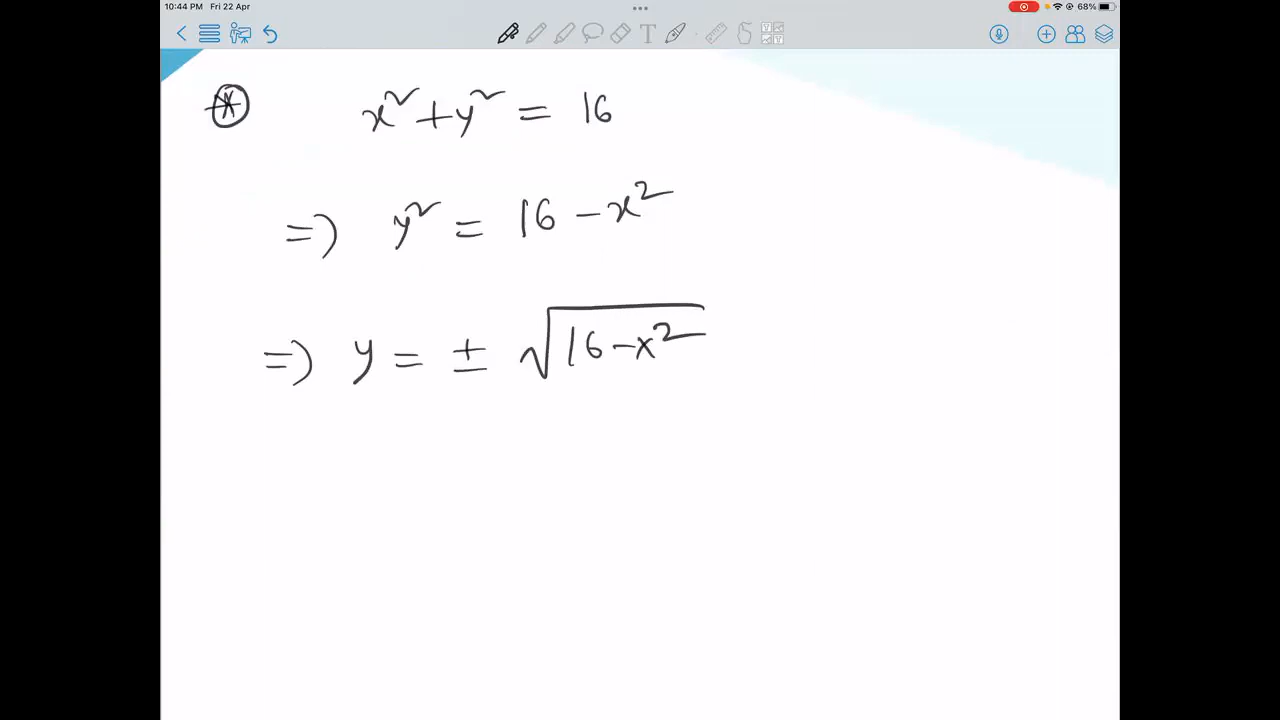 10:44 PM Fri 22 Apr
68%
x² + y² = 16
=) y² = 16 - x²
=) y = ± √16-x²